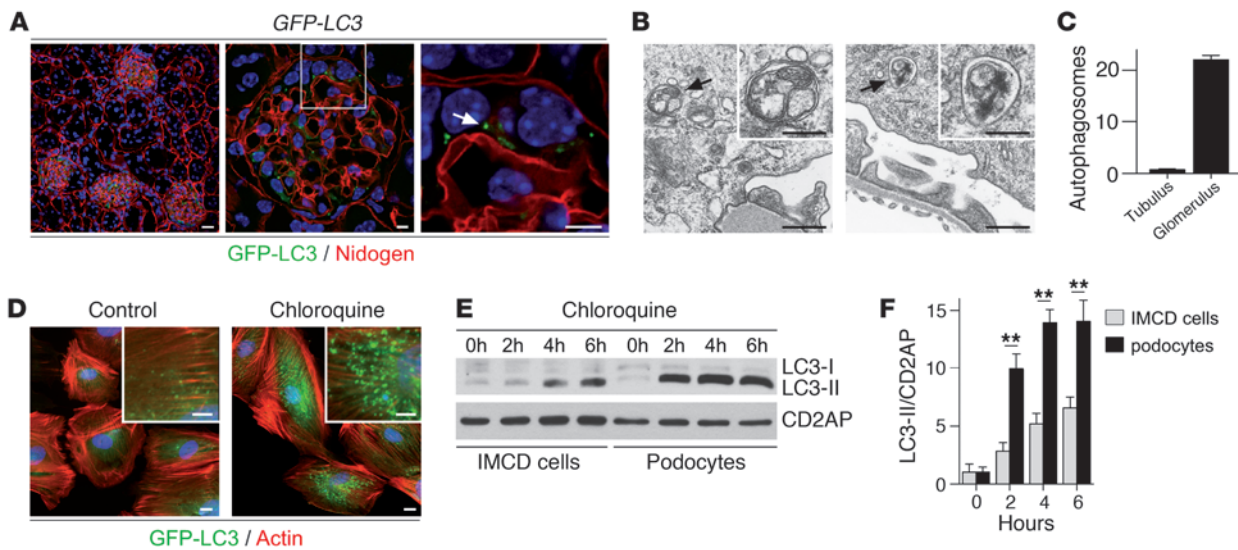 A
GFP-LC3
GFP-LC3 / Nidogen
B
C
Autophagosomes
20
10
0
Tubulus
Glomerulus
D
Control
Chloroquine
GFP-LC3 / Actin
E
Chloroquine
0h 2h 4h 6h 0h 2h 4h 6h
LC3-I
LC3-II
CD2AP
IMCD cells
Podocytes
F
LC3-II/CD2AP
15
10
5
0
**
**
**
0 2 4 6
Hours
IMCD cells
podocytes